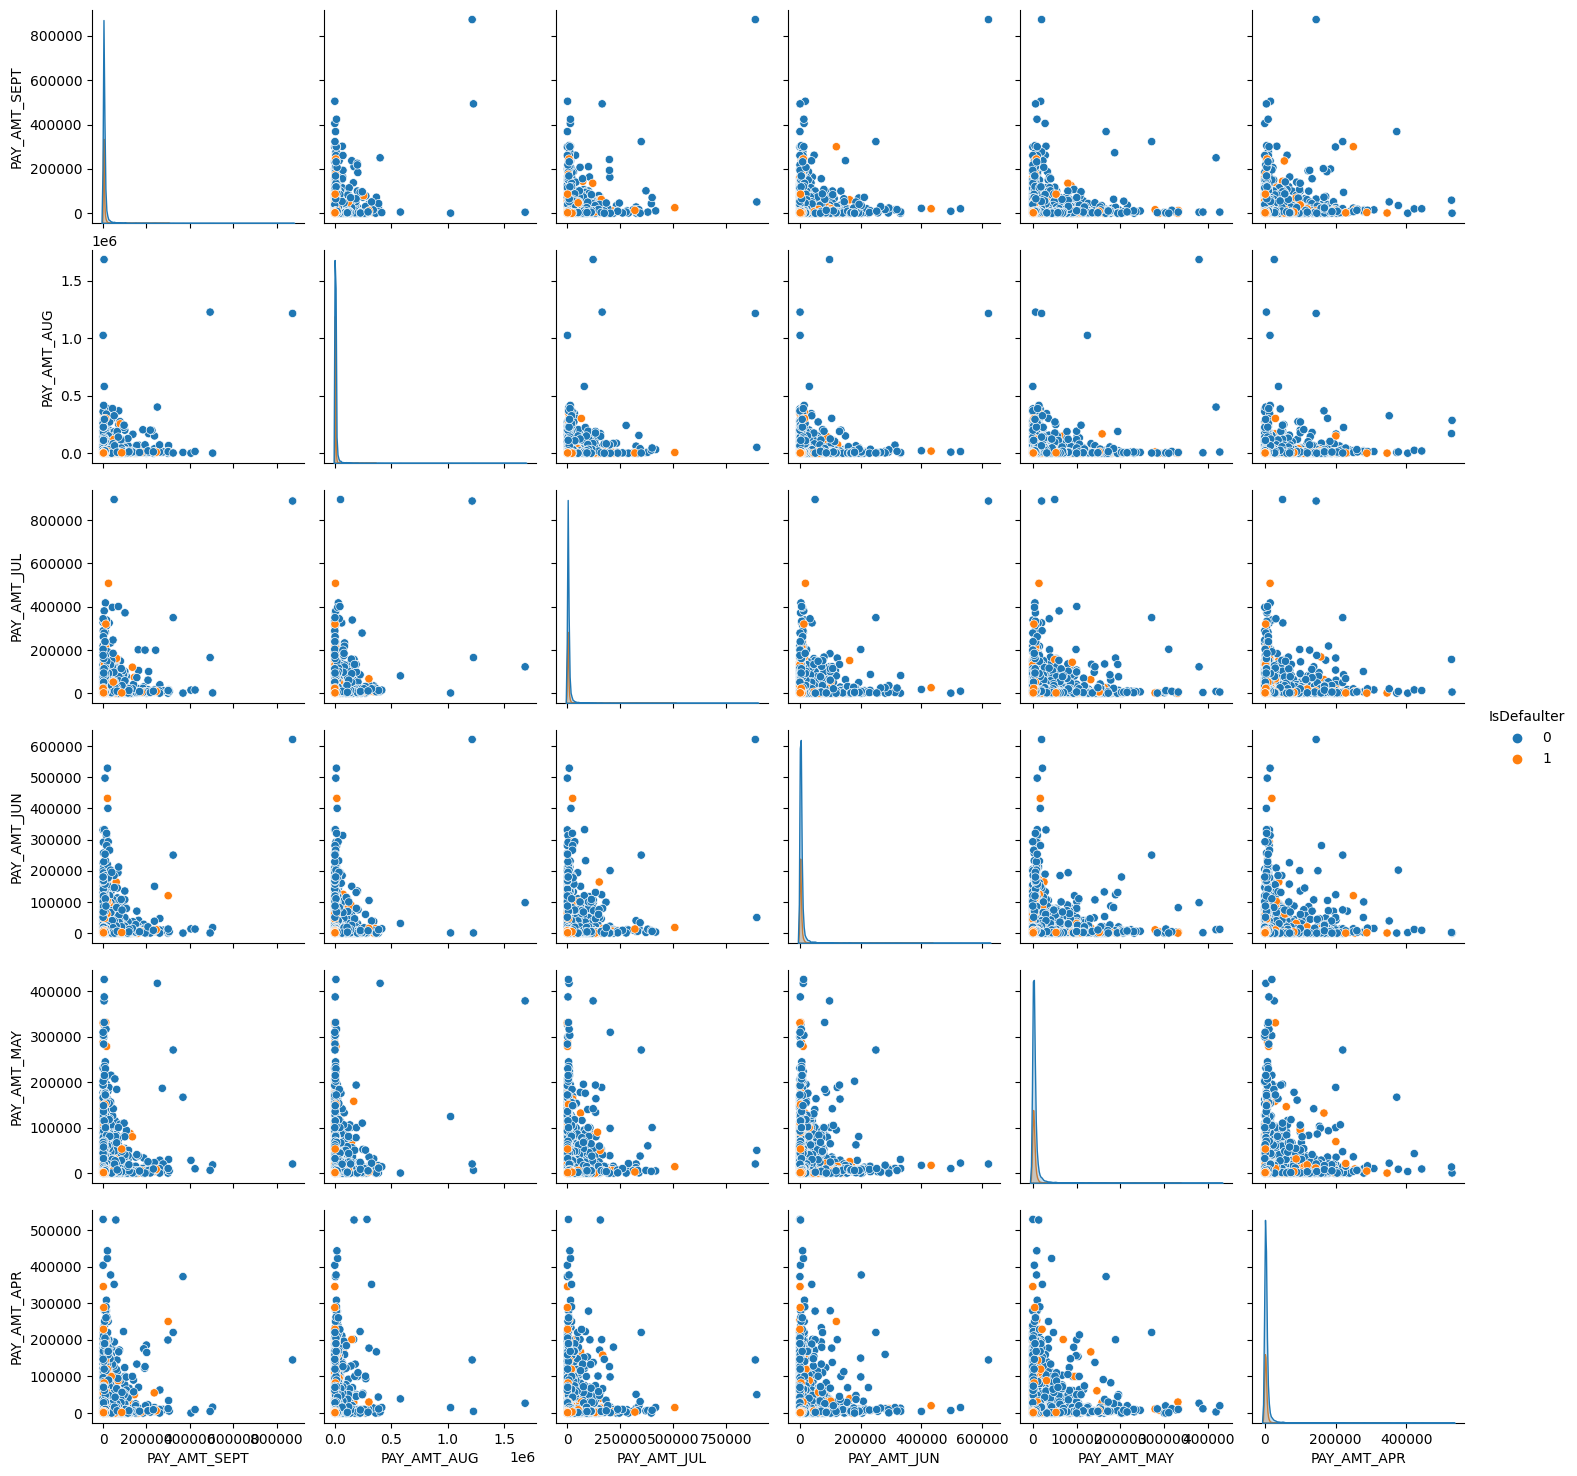 800000
600000
400000
200000
0
PAY_AMT_SEPT
1e6
1.5
1.0
0.5
0.0
PAY_AMT_AUG
800000
600000
400000
200000
0
PAY_AMT_JUL
IsDefaulter
0
1
600000
500000
400000
300000
200000
100000
0
PAY_AMT_JUN
400000
300000
200000
100000
0
PAY_AMT_MAY
500000
400000
300000
200000
100000
0
PAY_AMT_APR
0 200000 400000 600000 800000
PAY_AMT_SEPT
0.0 0.5 1.0 1.5
PAY_AMT_AUG 1e6
0 250000 500000 750000
PAY_AMT_JUL
0 200000 400000 600000
PAY_AMT_JUN
0 100000 200000 300000 400000
PAY_AMT_MAY
0 200000 400000
PAY_AMT_APR